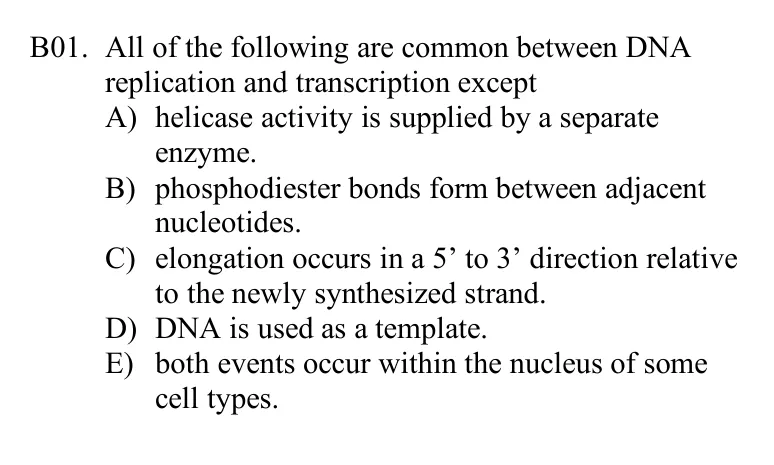 B01. All of the following are common between DNA
replication and transcription except
A) helicase activity is supplied by a separate
enzyme.
B) phosphodiester bonds form between adjacent
nucleotides.
C) elongation occurs in a 5’ to 3’ direction relative
to the newly synthesized strand.
D) DNA is used as a template.
E) both events occur within the nucleus of some
cell types.